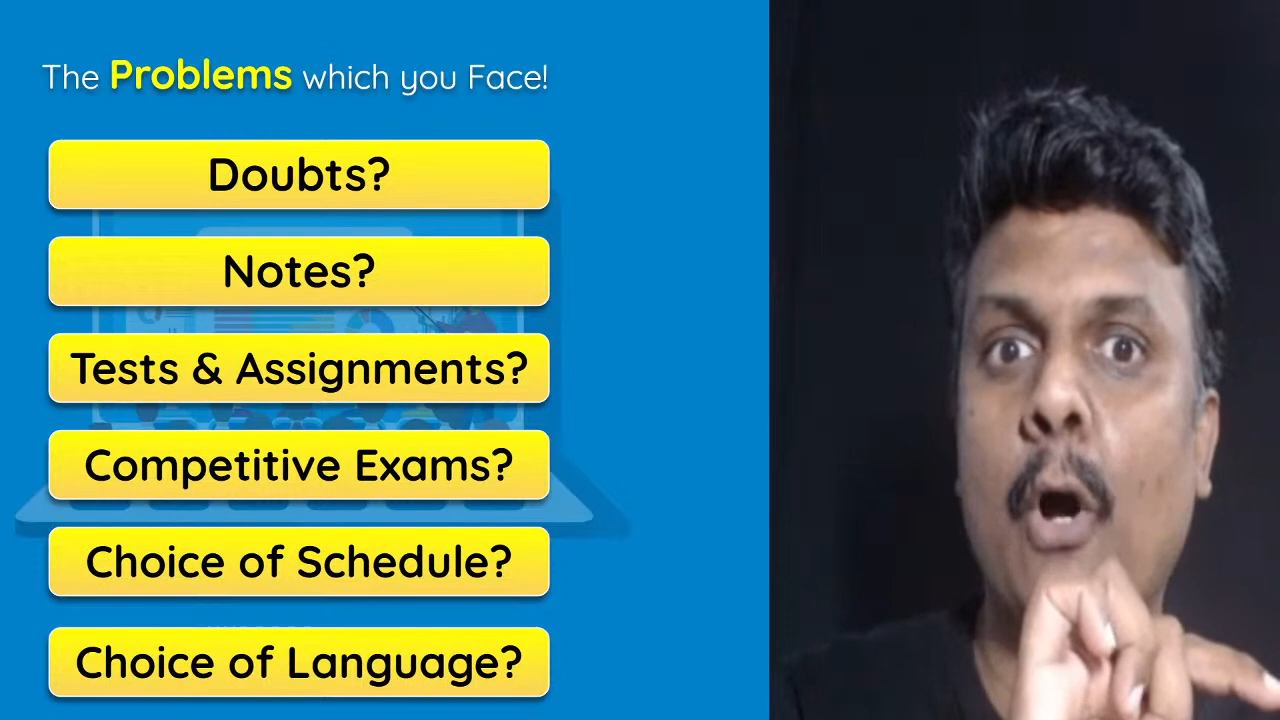 The Problems which you Face!
Doubts?
Notes?
Tests & Assignments?
Competitive Exams?
Choice of Schedule?
Choice of Language?